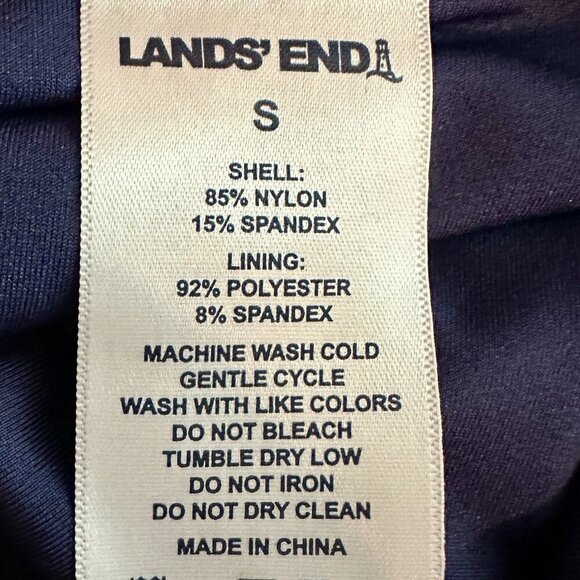 LANDS' END
S
SHELL:
85% NYLON
15% SPANDEX
LINING:
92% POLYESTER
8% SPANDEX
MACHINE WASH COLD
GENTLE CYCLE
WASH WITH LIKE COLORS
DO NOT BLEACH
TUMBLE DRY LOW
DO NOT IRON
DO NOT DRY CLEAN
MADE IN CHINA